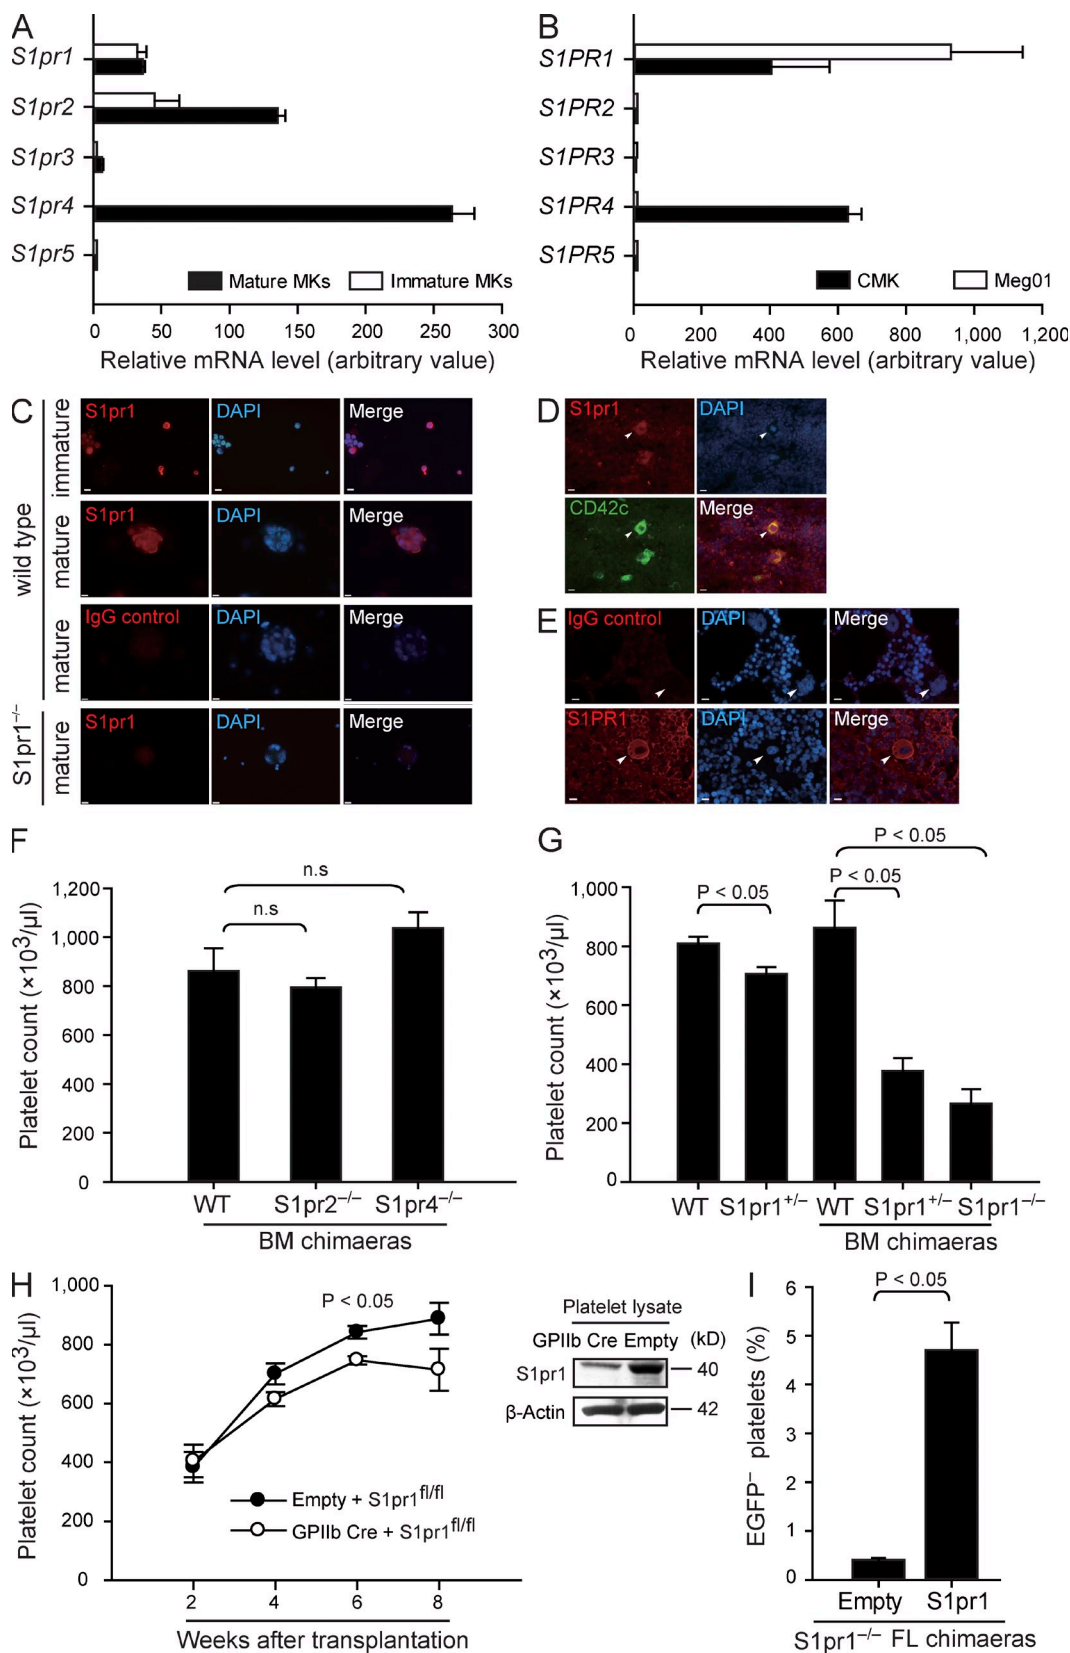 A
S1pr1
S1pr2
S1pr3
S1pr4
S1pr5
Mature MKs
Immature MKs
0 50 100 150 200 250 300
Relative mRNA level (arbitrary value)
B
S1PR1
S1PR2
S1PR3
S1PR4
S1PR5
CMK
Meg01
0 200 400 600 800 1,000 1,200
Relative mRNA level (arbitrary value)
C
wild type
immature
S1pr1 DAPI Merge
mature
S1pr1 DAPI Merge
mature
IgG control DAPI Merge
S1pr1–/–
mature
S1pr1 DAPI Merge
D
S1pr1 DAPI
CD42c Merge
E
IgG control DAPI Merge
S1PR1 DAPI Merge
F
Platelet count (×10³/µl)
1,200
1,000
800
600
400
200
0
n.s
n.s
WT S1pr2–/– S1pr4–/–
BM chimaeras
G
Platelet count (×10³/µl)
1,000
800
600
400
200
0
P < 0.05
P < 0.05
P < 0.05
WT S1pr1+/– WT S1pr1+/– S1pr1–/–
BM chimaeras
H
Platelet count (×10³/µl)
1,000
800
600
400
200
0
P < 0.05
Empty + S1pr1fl/fl
GPIIb Cre + S1pr1fl/fl
2 4 6 8
Weeks after transplantation
Platelet lysate
GPIIb Cre Empty (kD)
S1pr1 40
β-Actin 42
I
EGFP– platelets (%)
6
5
4
3
2
1
0
P < 0.05
Empty S1pr1
S1pr1–/– FL chimaeras